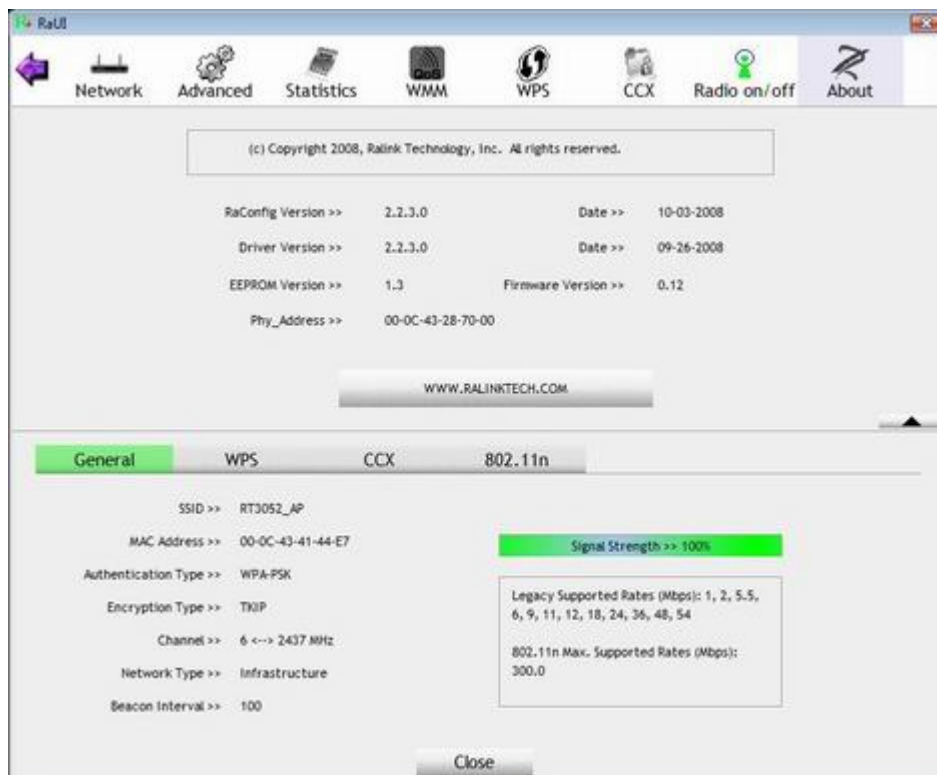 RaUI
Network Advanced Statistics QoS WMM WPS CCX Radio on/off About
(c) Copyright 2008, Ralink Technology, Inc. All rights reserved.
RaConfig Version >> 2.2.3.0 Date >> 10-03-2008
Driver Version >> 2.2.3.0 Date >> 09-26-2008
EEPROM Version >> 1.3 Firmware Version >> 0.12
Phy_Address >> 00-0C-43-28-70-00
WWW.RALINKTECH.COM
General WPS CCX 802.11n
SSID >> RT3052_AP
MAC Address >> 00-0C-43-41-44-E7
Authentication Type >> WPA-PSK
Encryption Type >> TKIP
Channel >> 6 <--> 2437 MHz
Network Type >> Infrastructure
Beacon Interval >> 100
Signal Strength >> 100%
Legacy Supported Rates (Mbps): 1, 2, 5.5,
6, 9, 11, 12, 18, 24, 36, 48, 54
802.11n Max. Supported Rates (Mbps):
300.0
Close